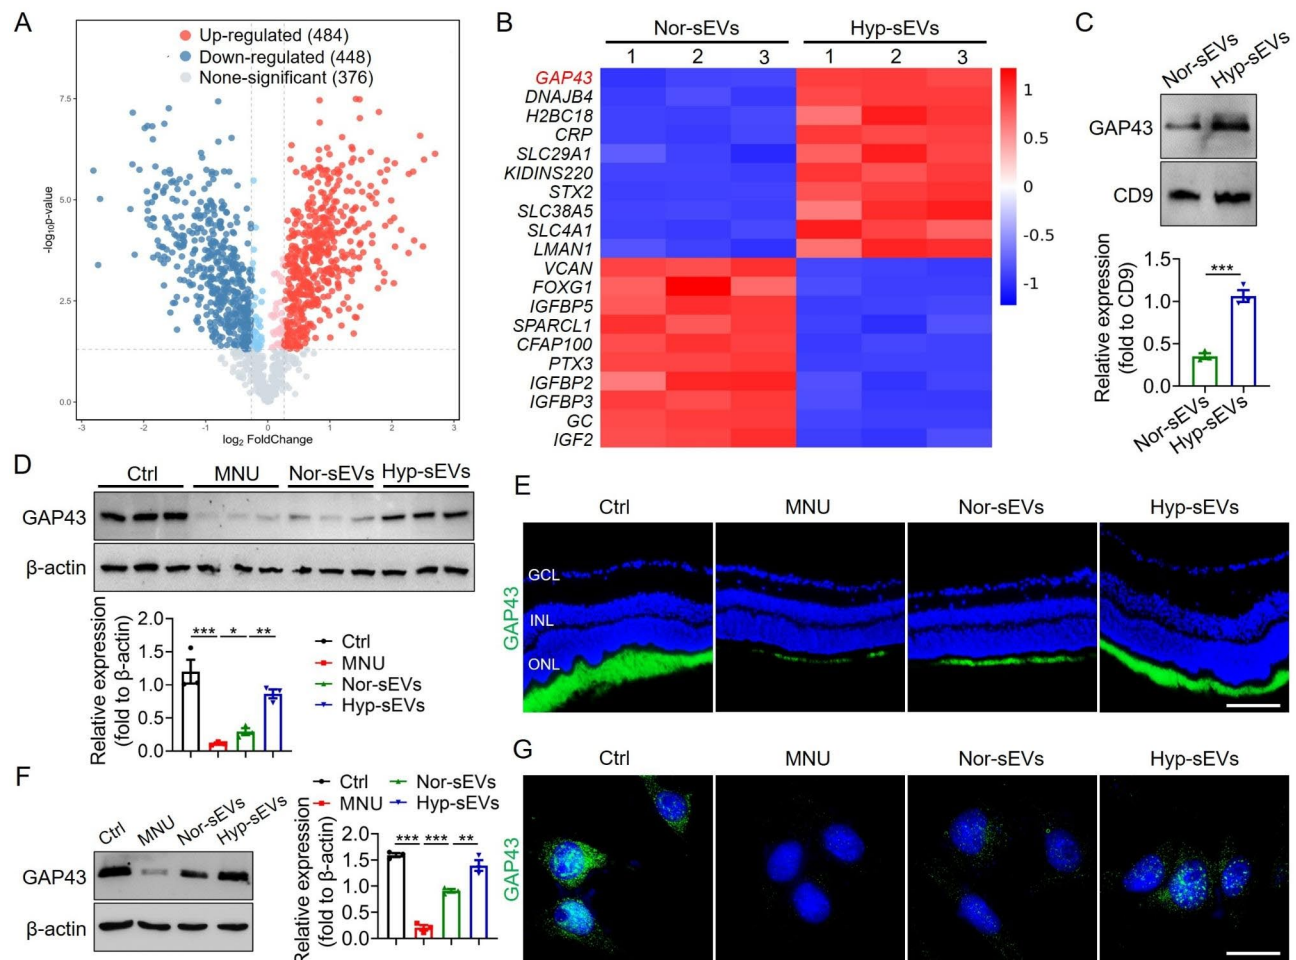 A
Up-regulated (484)
Down-regulated (448)
None-significant (376)
7.5
5.0
2.5
0.0
-log10p-value
-3
-2
-1
0
1
2
3
log2 FoldChange
B
Nor-sEVs Hyp-sEVs
1 2 3 1 2 3
GAP43
DNAJB4
H2BC18
CRP
SLC29A1
KIDINS220
STX2
SLC38A5
SLC4A1
LMAN1
VCAN
FOXG1
IGFBP5
SPARCL1
CFAP100
PTX3
IGFBP2
IGFBP3
GC
IGF2
1
0.5
0
-0.5
-1
C
Nor-sEVs Hyp-sEVs
GAP43
CD9
Relative expression
(fold to CD9)
1.5
1.0
0.5
0.0
***
Nor-sEVs
Hyp-sEVs
D
Ctrl MNU Nor-sEVs Hyp-sEVs
GAP43
β-actin
Relative expression
(fold to β-actin)
2.0
1.5
1.0
0.5
0.0
*** * **
Ctrl
MNU
Nor-sEVs
Hyp-sEVs
E
Ctrl MNU Nor-sEVs Hyp-sEVs
GAP43
GCL
INL
ONL
F
Ctrl MNU Nor-sEVs Hyp-sEVs
GAP43
β-actin
Ctrl Nor-sEVs
MNU Hyp-sEVs
Relative expression
(fold to β-actin)
2.0
1.5
1.0
0.5
0.0
*** *** **
G
Ctrl MNU Nor-sEVs Hyp-sEVs
GAP43